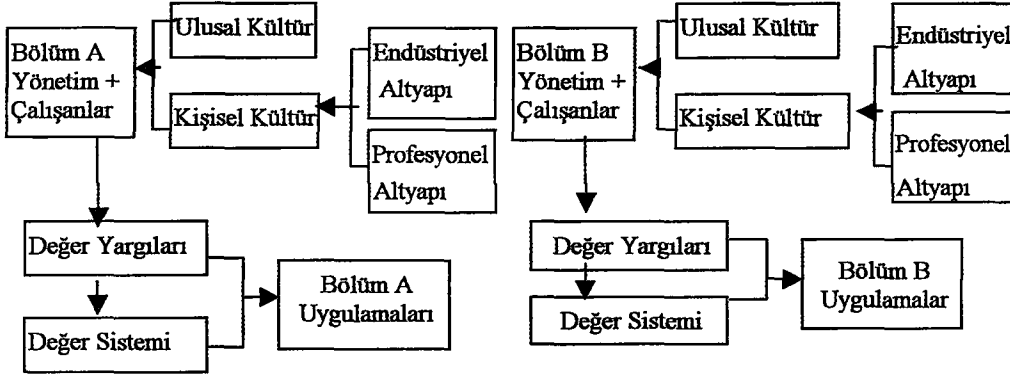 Bölüm A
Yönetim +
Çalışanlar
Ulusal Kültür
Kişisel Kültür
Endüstriyel
Altyapı
Profesyonel
Altyapı
Değer Yargıları
Değer Sistemi
Bölüm A
Uygulamaları
Bölüm B
Yönetim +
Çalışanlar
Ulusal Kültür
Kişisel Kültür
Endüstriyel
Altyapı
Profesyonel
Altyapı
Değer Yargıları
Değer Sistemi
Bölüm B
Uygulamalar